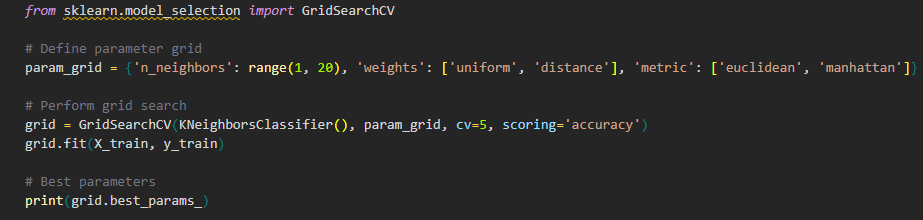 from sklearn.model_selection import GridSearchCV
# Define parameter grid
param_grid = {'n_neighbors': range(1, 20), 'weights': ['uniform', 'distance'], 'metric': ['euclidean', 'manhattan']}
# Perform grid search
grid = GridSearchCV(KNeighborsClassifier(), param_grid, cv=5, scoring='accuracy')
grid.fit(X_train, y_train)
# Best parameters
print(grid.best_params_)